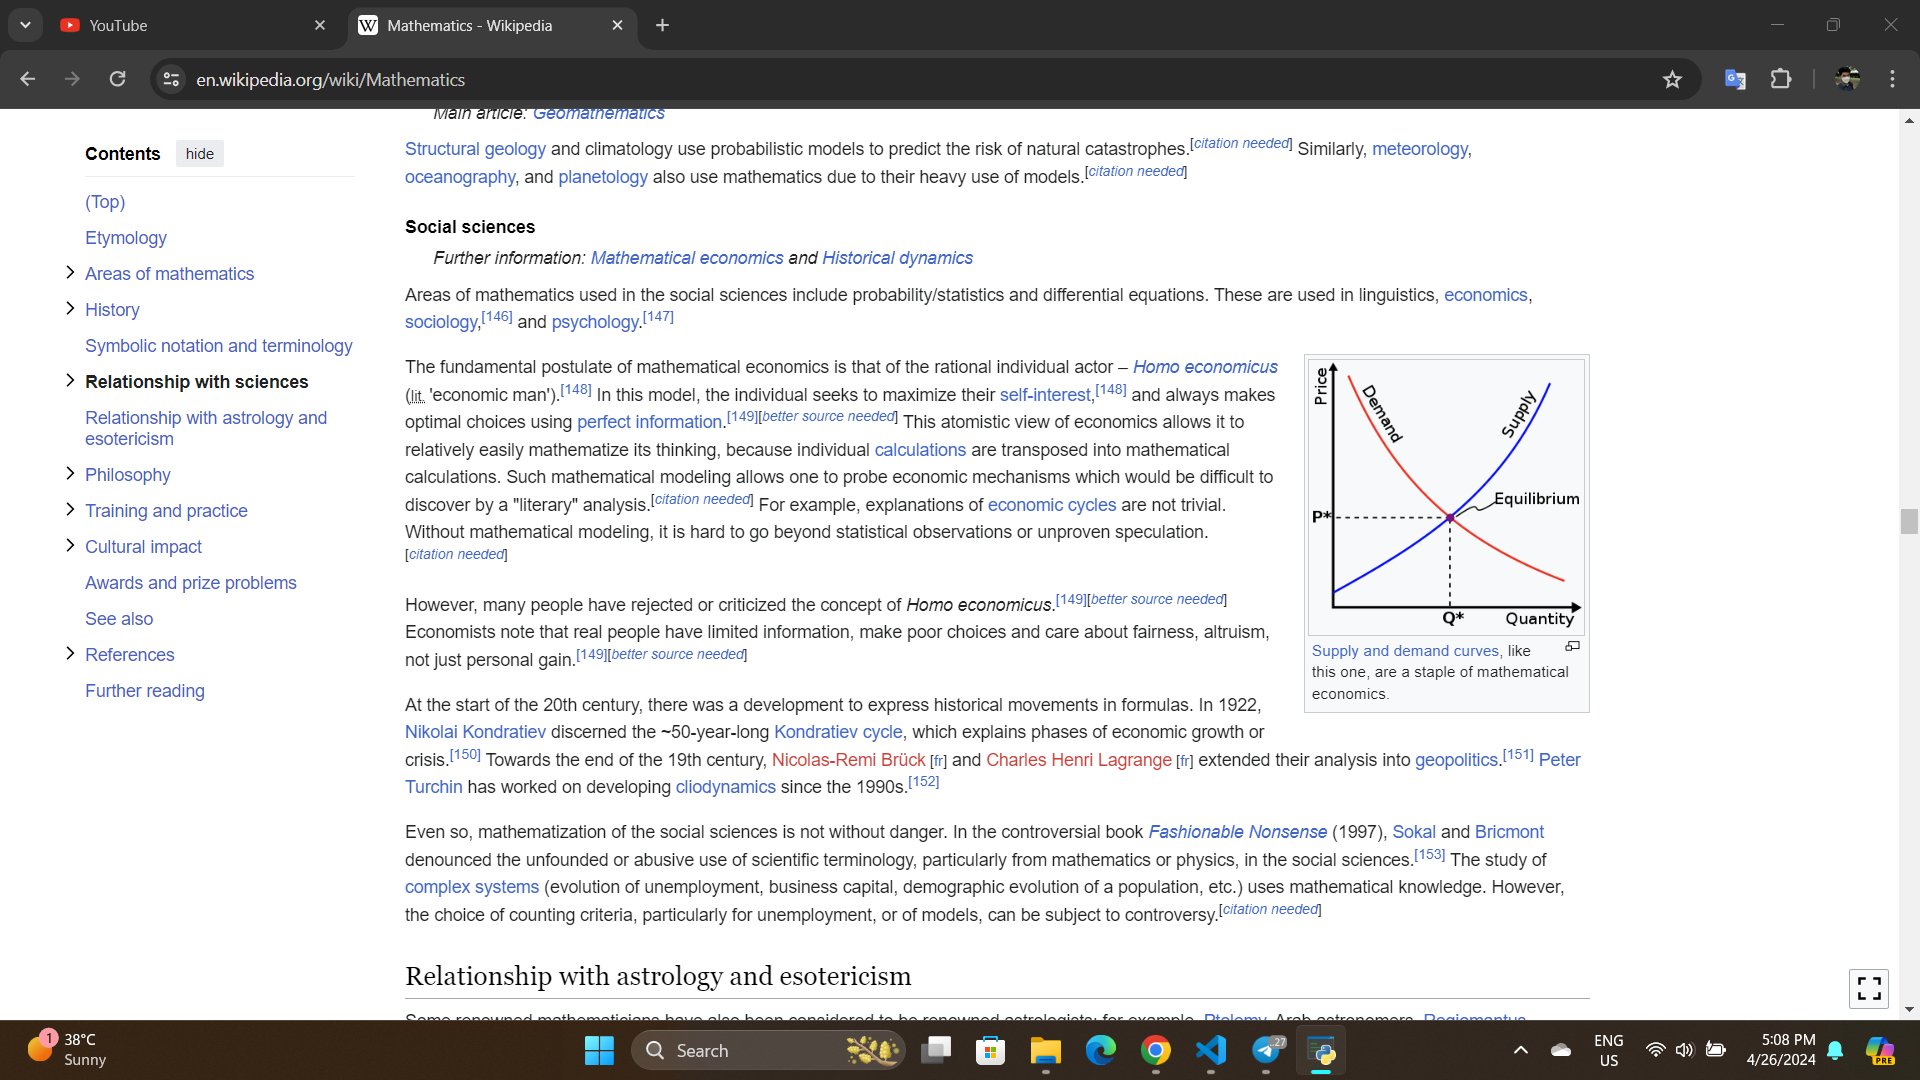 YouTube
Mathematics - Wikipedia
en.wikipedia.org/wiki/Mathematics
Contents hide
(Top)
Etymology
Areas of mathematics
History
Symbolic notation and terminology
Relationship with sciences
Relationship with astrology and
esotericism
Philosophy
Training and practice
Cultural impact
Awards and prize problems
See also
References
Further reading
Main article: Geomathematics
Structural geology and climatology use probabilistic models to predict the risk of natural catastrophes.[citation needed] Similarly, meteorology,
oceanography, and planetology also use mathematics due to their heavy use of models.[citation needed]
Social sciences
Further information: Mathematical economics and Historical dynamics
Areas of mathematics used in the social sciences include probability/statistics and differential equations. These are used in linguistics, economics,
sociology,[146] and psychology.[147]
The fundamental postulate of mathematical economics is that of the rational individual actor – Homo economicus
(lit. 'economic man').[148] In this model, the individual seeks to maximize their self-interest,[148] and always makes
optimal choices using perfect information.[149][better source needed] This atomistic view of economics allows it to
relatively easily mathematize its thinking, because individual calculations are transposed into mathematical
calculations. Such mathematical modeling allows one to probe economic mechanisms which would be difficult to
discover by a "literary" analysis.[citation needed] For example, explanations of economic cycles are not trivial.
Without mathematical modeling, it is hard to go beyond statistical observations or unproven speculation.
[citation needed]
However, many people have rejected or criticized the concept of Homo economicus.[149][better source needed]
Economists note that real people have limited information, make poor choices and care about fairness, altruism,
not just personal gain.[149][better source needed]
At the start of the 20th century, there was a development to express historical movements in formulas. In 1922,
Nikolai Kondratiev discerned the ~50-year-long Kondratiev cycle, which explains phases of economic growth or
crisis.[150] Towards the end of the 19th century, Nicolas-Remi Brück [fr] and Charles Henri Lagrange [fr] extended their analysis into geopolitics.[151] Peter
Turchin has worked on developing cliodynamics since the 1990s.[152]
Even so, mathematization of the social sciences is not without danger. In the controversial book Fashionable Nonsense (1997), Sokal and Bricmont
denounced the unfounded or abusive use of scientific terminology, particularly from mathematics or physics, in the social sciences.[153] The study of
complex systems (evolution of unemployment, business capital, demographic evolution of a population, etc.) uses mathematical knowledge. However,
the choice of counting criteria, particularly for unemployment, or of models, can be subject to controversy.[citation needed]
Price
Demand
Supply
Equilibrium
P*
Q*
Quantity
Supply and demand curves, like
this one, are a staple of mathematical
economics.
Relationship with astrology and esotericism
Some renowned mathematicians have also been considered to be renowned astrologists; for example, Ptolemy, Arab astronomers, Regiomantus,
1
38°C
Sunny
Search
27
PRE
ENG
US
5:08 PM
4/26/2024